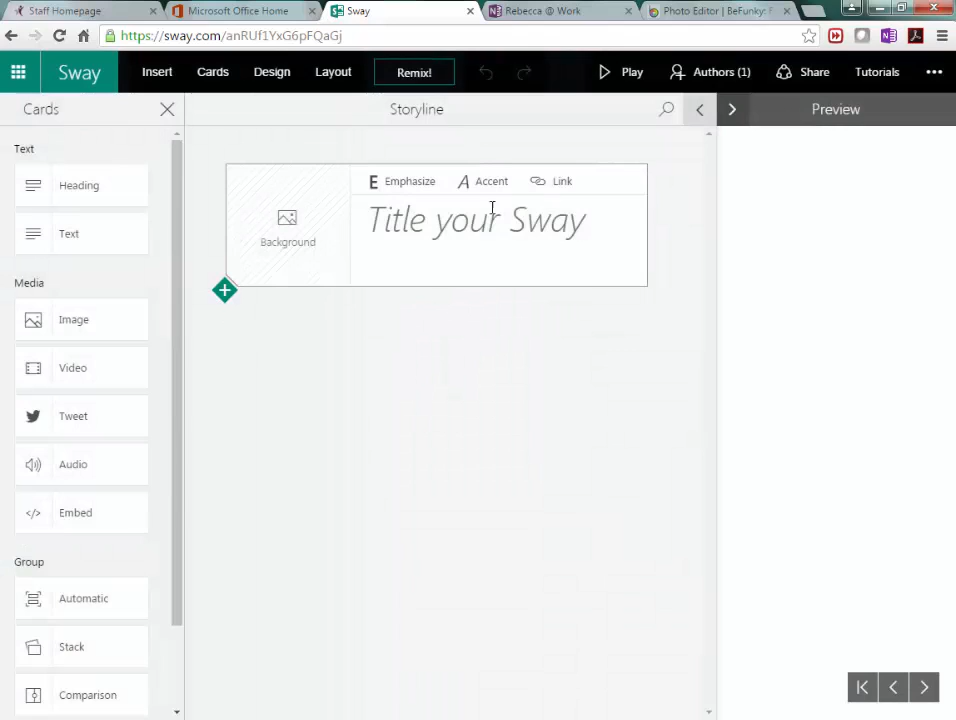 Staff Homepage
Microsoft Office Home
Sway
Rebecca @ Work
Photo Editor | BeFunky: F
https://sway.com/anRUf1YxG6pFQaGj
Sway
Insert
Cards
Design
Layout
Remix!
Play
Authors (1)
Share
Tutorials
Cards
Storyline
Preview
Text
Heading
Text
Media
Image
Video
Tweet
Audio
Embed
Group
Automatic
Stack
Comparison
Background
E Emphasize
A Accent
Link
Title your Sway